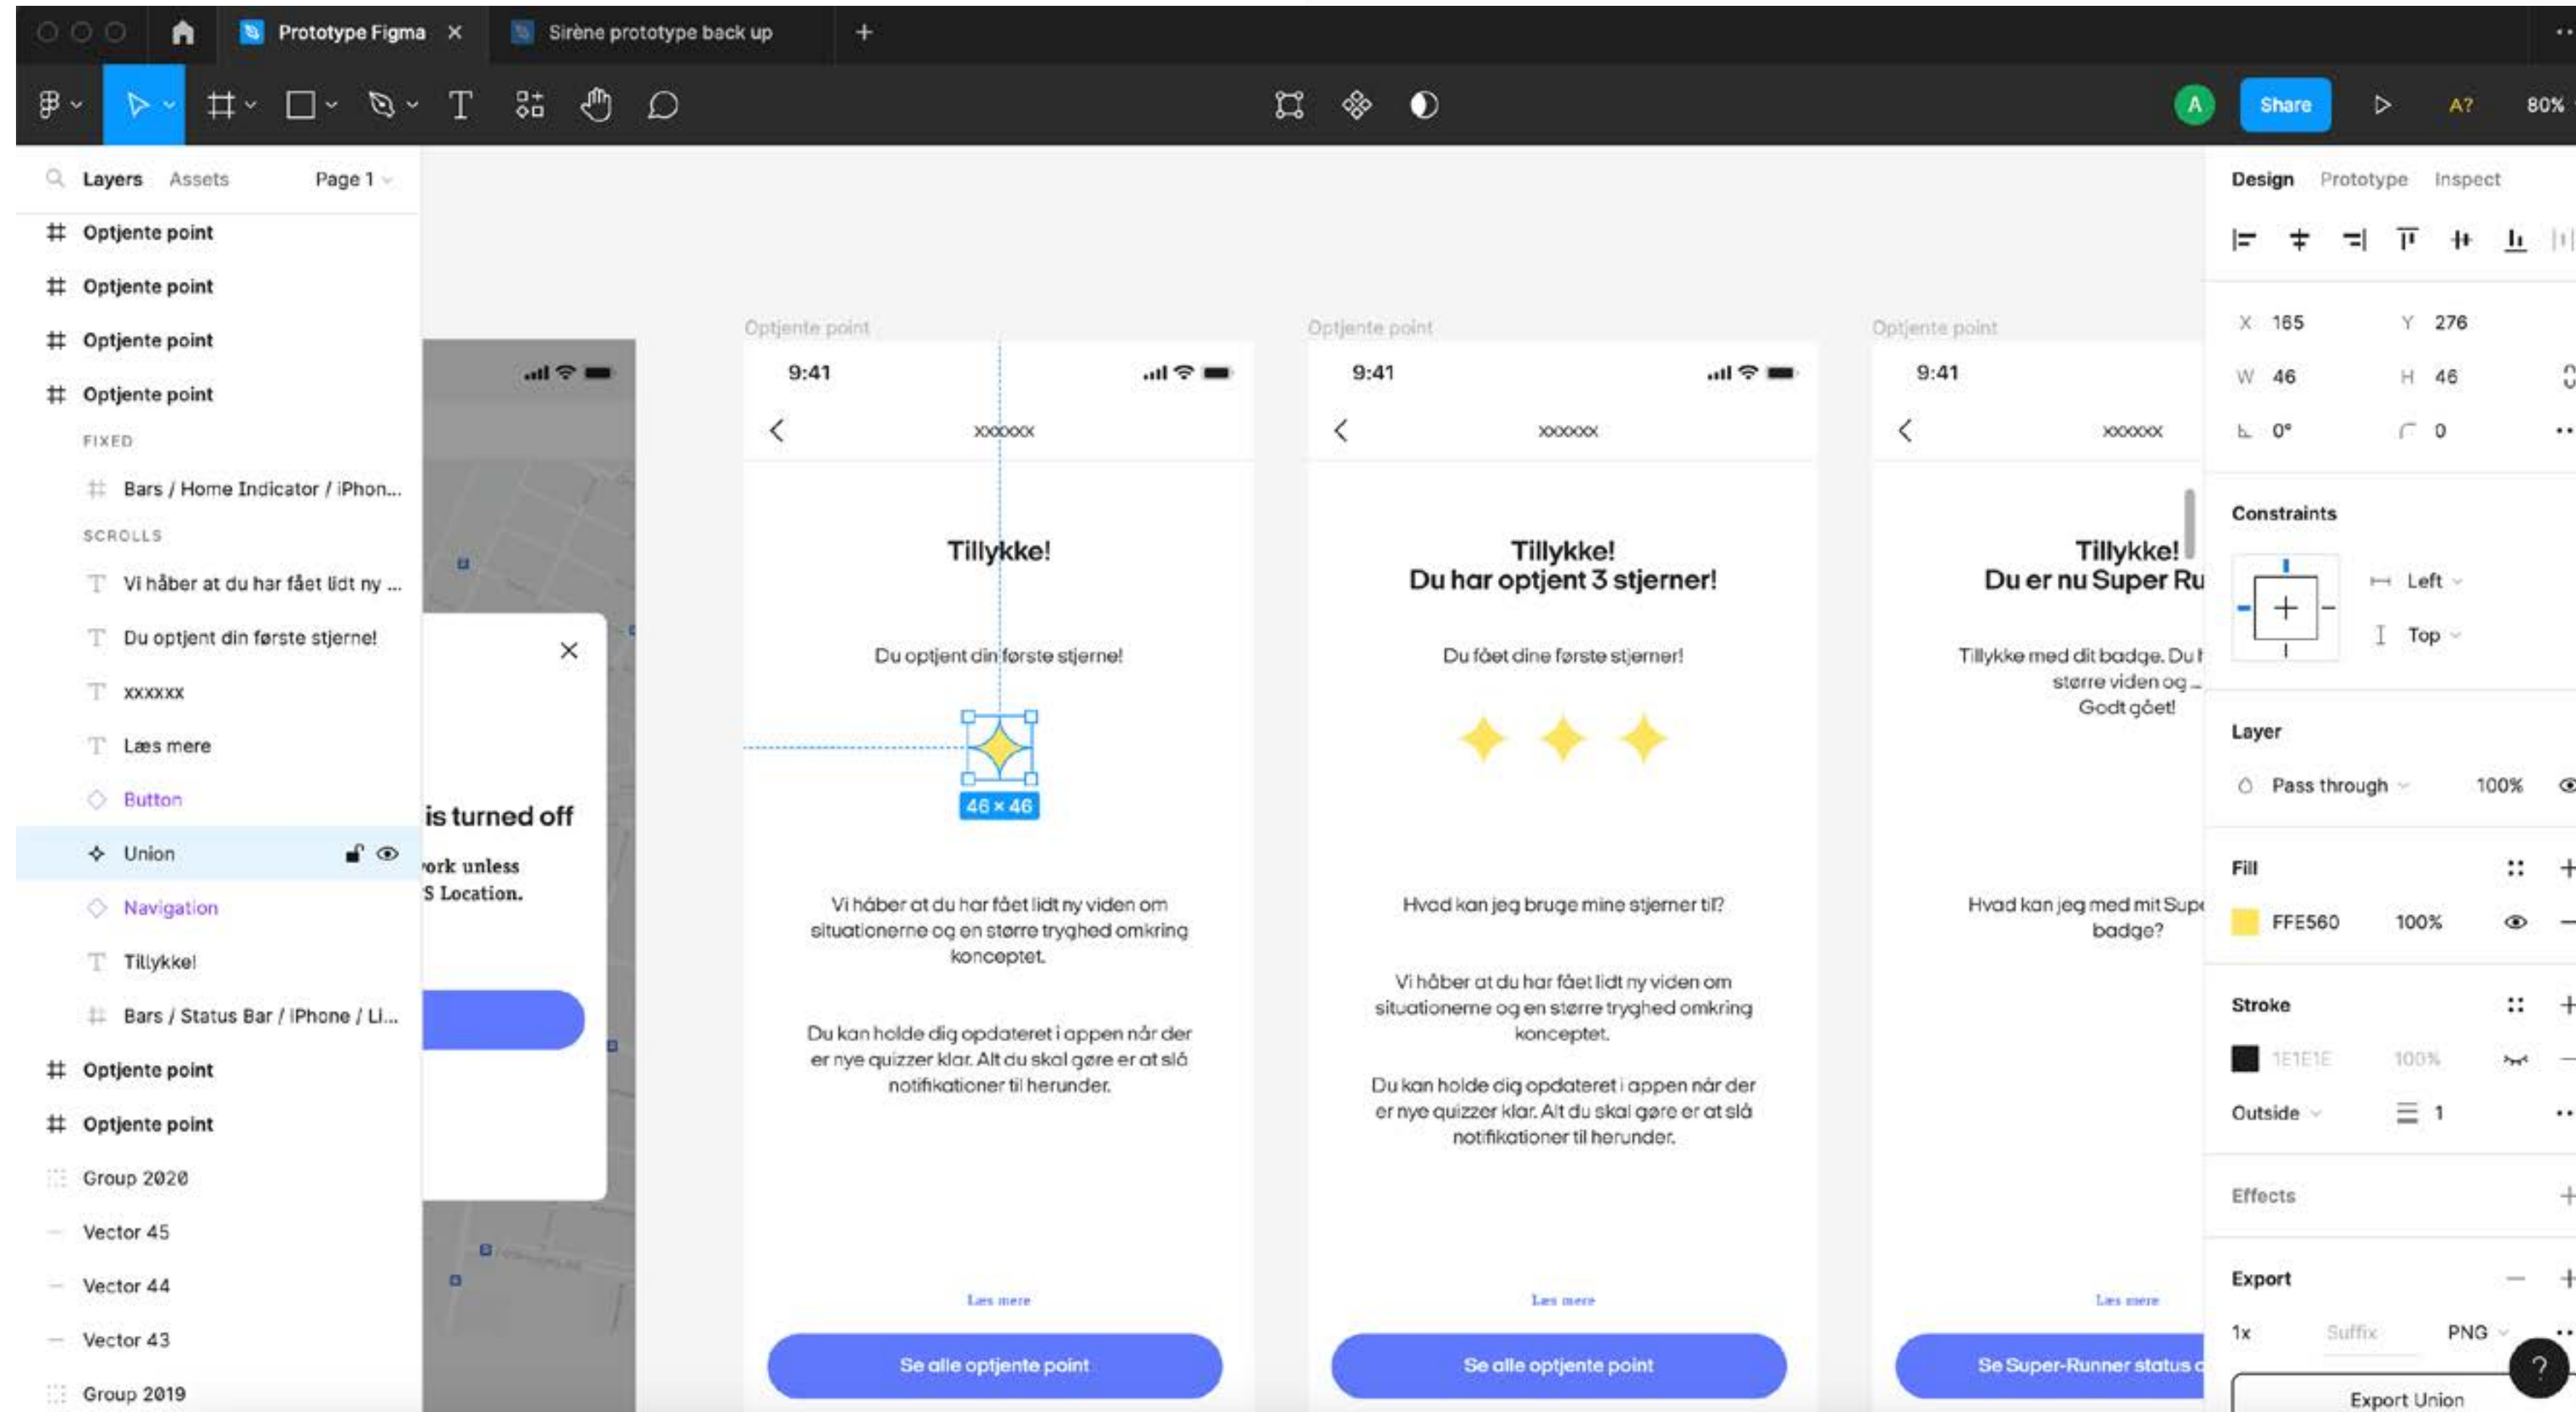 Prototype Figma
Sirène prototype back up
A
Share
A?
80%
Layers
Assets
Page 1
Optjente point
Optjente point
Optjente point
Optjente point
FIXED
Bars / Home Indicator / iPhon...
SCROLLS
Vi håber at du har fået lidt ny ...
Du optjent din første stjerne!
xxxxxx
Læs mere
Button
Union
Navigation
Tillykke!
Bars / Status Bar / iPhone / Li...
Optjente point
Optjente point
Group 2020
Vector 45
Vector 44
Vector 43
Group 2019
is turned off
ork unless
S Location.
Optjente point
9:41
xxxxxx
Tillykke!
Du optjent din første stjerne!
46 × 46
Vi håber at du har fået lidt ny viden om
situationerne og en større tryghed omkring
konceptet.
Du kan holde dig opdateret i appen når der
er nye quizzer klar. Alt du skal gøre er at slå
notifikationer til herunder.
Læs mere
Se alle optjente point
Optjente point
9:41
xxxxxx
Tillykke!
Du har optjent 3 stjerner!
Du fået dine første stjerner!
Hvad kan jeg bruge mine stjerner til?
Vi håber at du har fået lidt ny viden om
situationerne og en større tryghed omkring
konceptet.
Du kan holde dig opdateret i appen når der
er nye quizzer klar. Alt du skal gøre er at slå
notifikationer til herunder.
Læs mere
Se alle optjente point
Optjente point
9:41
xxxxxx
Tillykke!
Du er nu Super Ru
Tillykke med dit badge. Du h
større viden og ...
Godt gået!
Hvad kan jeg med mit Supe
badge?
Læs mere
Se Super-Runner status o
Design
Prototype
Inspect
X 165
Y 276
W 46
H 46
0°
0
Constraints
Left
Top
Layer
Pass through
100%
Fill
FFE560
100%
Stroke
1E1E1E
100%
Outside
1
Effects
Export
1x
Suffix
PNG
?
Export Union